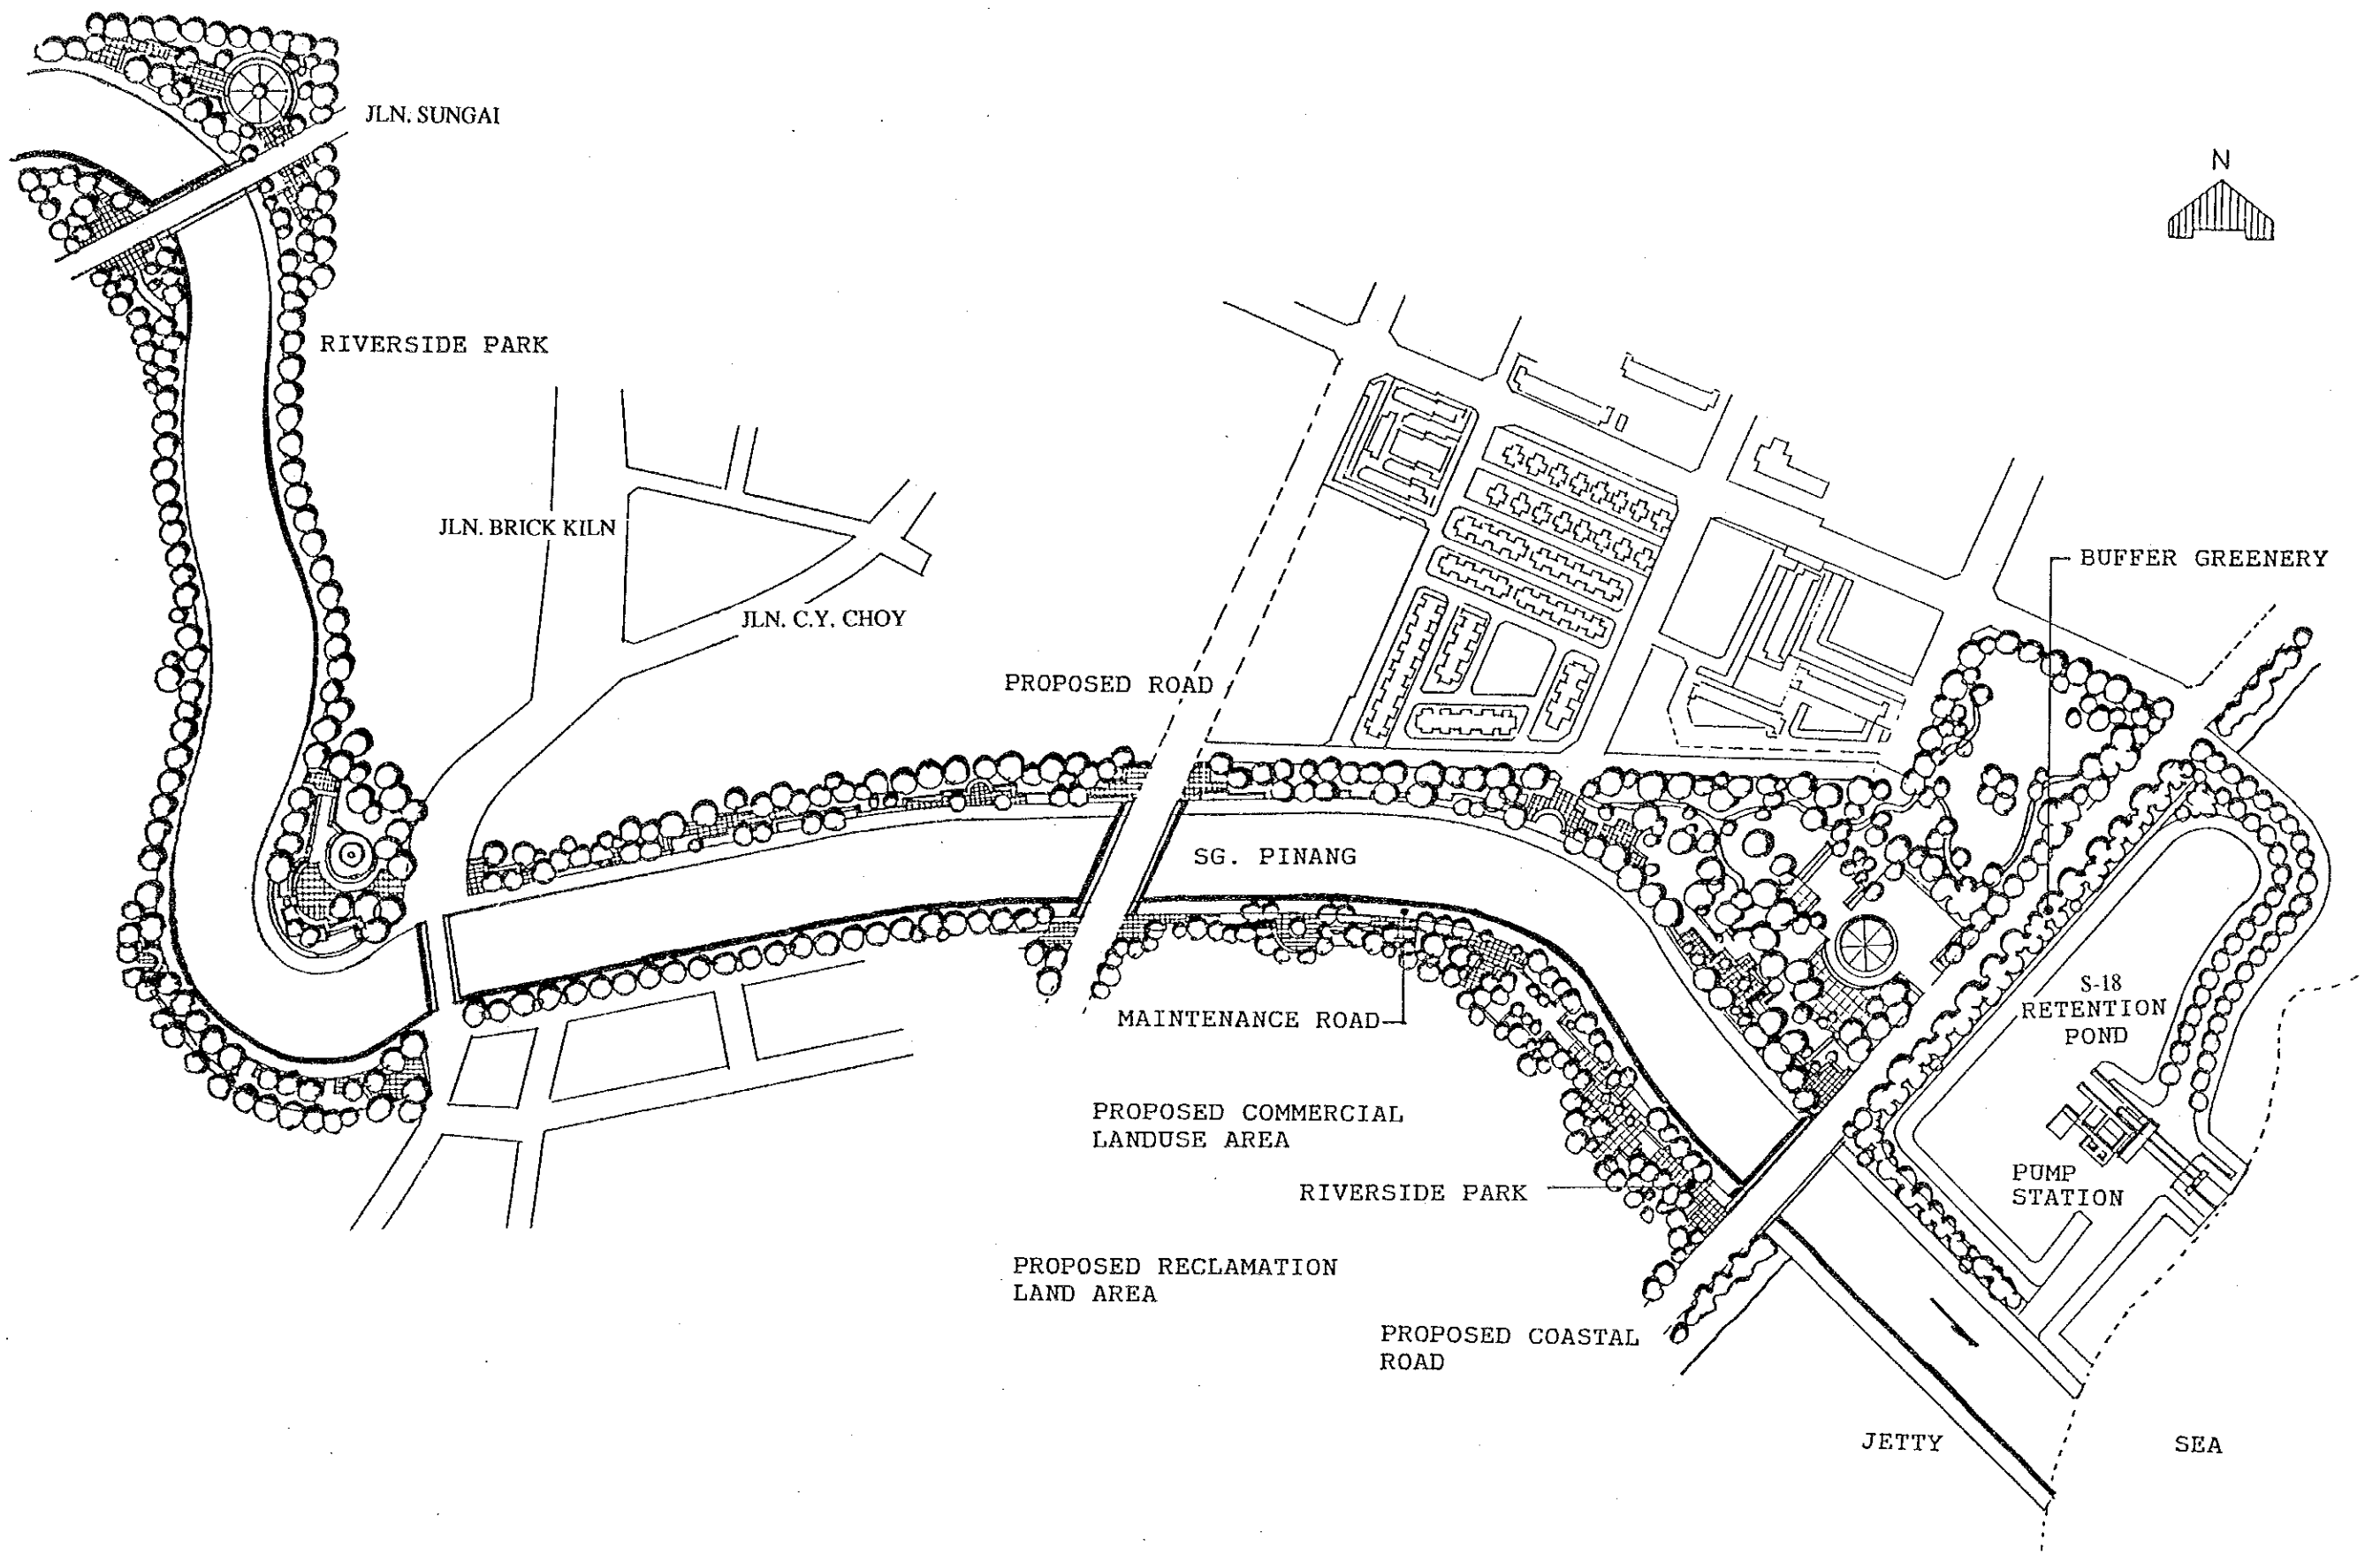 JLN. SUNGAI
N
RIVERSIDE PARK
JLN. BRICK KILN
BUFFER GREENERY
JLN. C.Y. CHOY
PROPOSED ROAD
SG. PINANG
S-18
RETENTION
POND
MAINTENANCE ROAD
PROPOSED COMMERCIAL
LANDUSE AREA
PUMP
STATION
RIVERSIDE PARK
PROPOSED RECLAMATION
LAND AREA
PROPOSED COASTAL
ROAD
JETTY
SEA